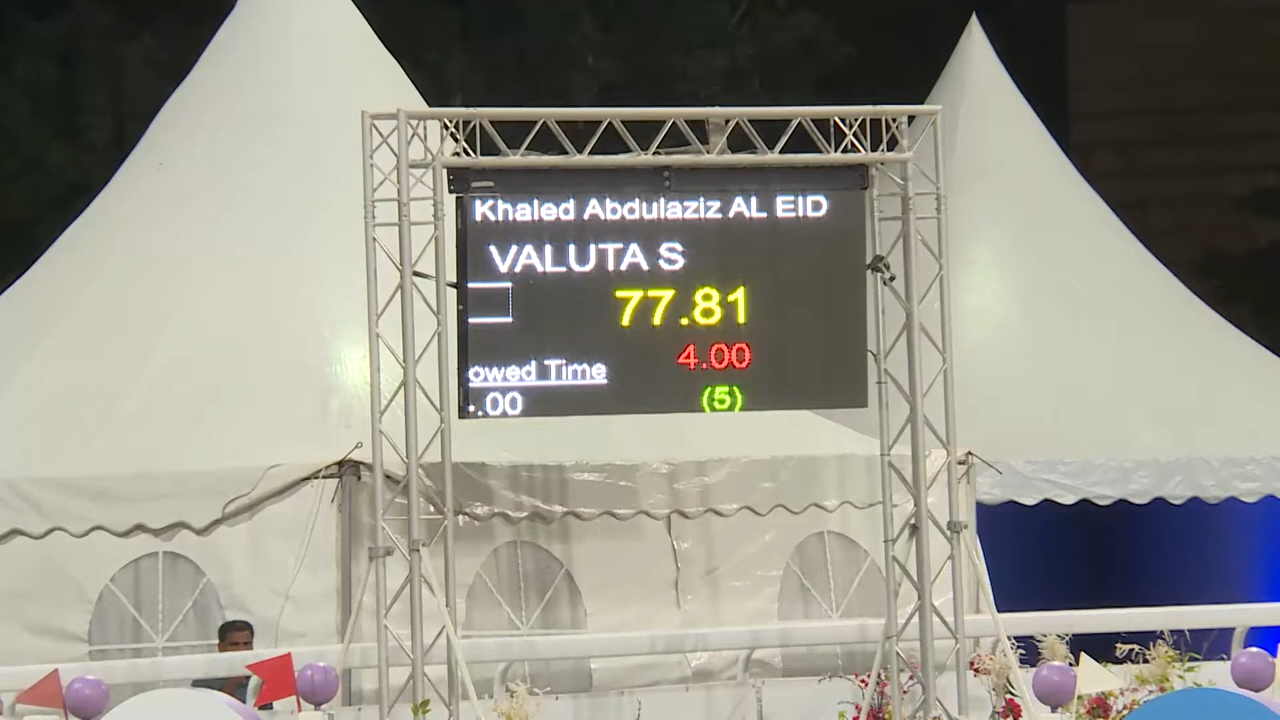 Khaled Abdulaziz AL EID
VALUTA S
77.81
4.00
owed Time
.00
(5)